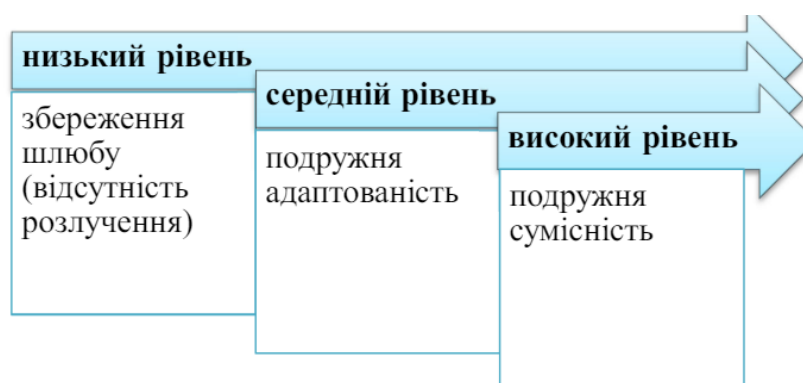 низький рівень
збереження
шлюбу
(відсутність
розлучення)
середній рівень
подружня
адаптованість
високий рівень
подружня
сумісність